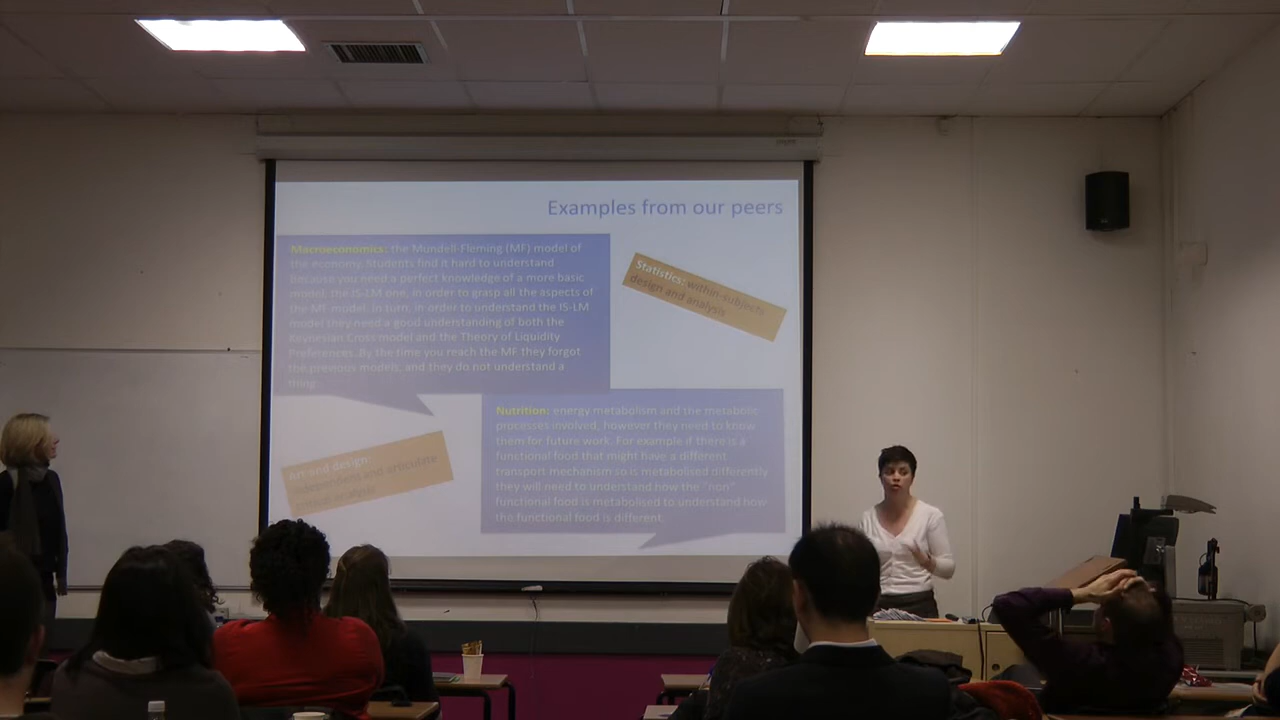 Examples from our peers
Macroeconomics: the Mundell-Fleming (MF) model of
the economy. Students find it hard to understand
because you need a perfect knowledge of a more basic
model, the IS-LM one, in order to grasp all the aspects of
the MF model. In turn, in order to understand the IS-LM
model they need a good understanding of both the
Keynesian Cross model and the Theory of Liquidity
Preferences. By the time you reach the MF they forgot
the previous models, and they do not understand a
thing.
Statistics: within-subjects
design and analysis
Nutrition: energy metabolism and the metabolic
processes involved, however they need to know
them for future work. For example if there is a
functional food that might have a different
transport mechanism so is metabolised differently
they will need to understand how the "non"
functional food is metabolised to understand how
the functional food is different.
Art and design:
independent and articulate
analysis